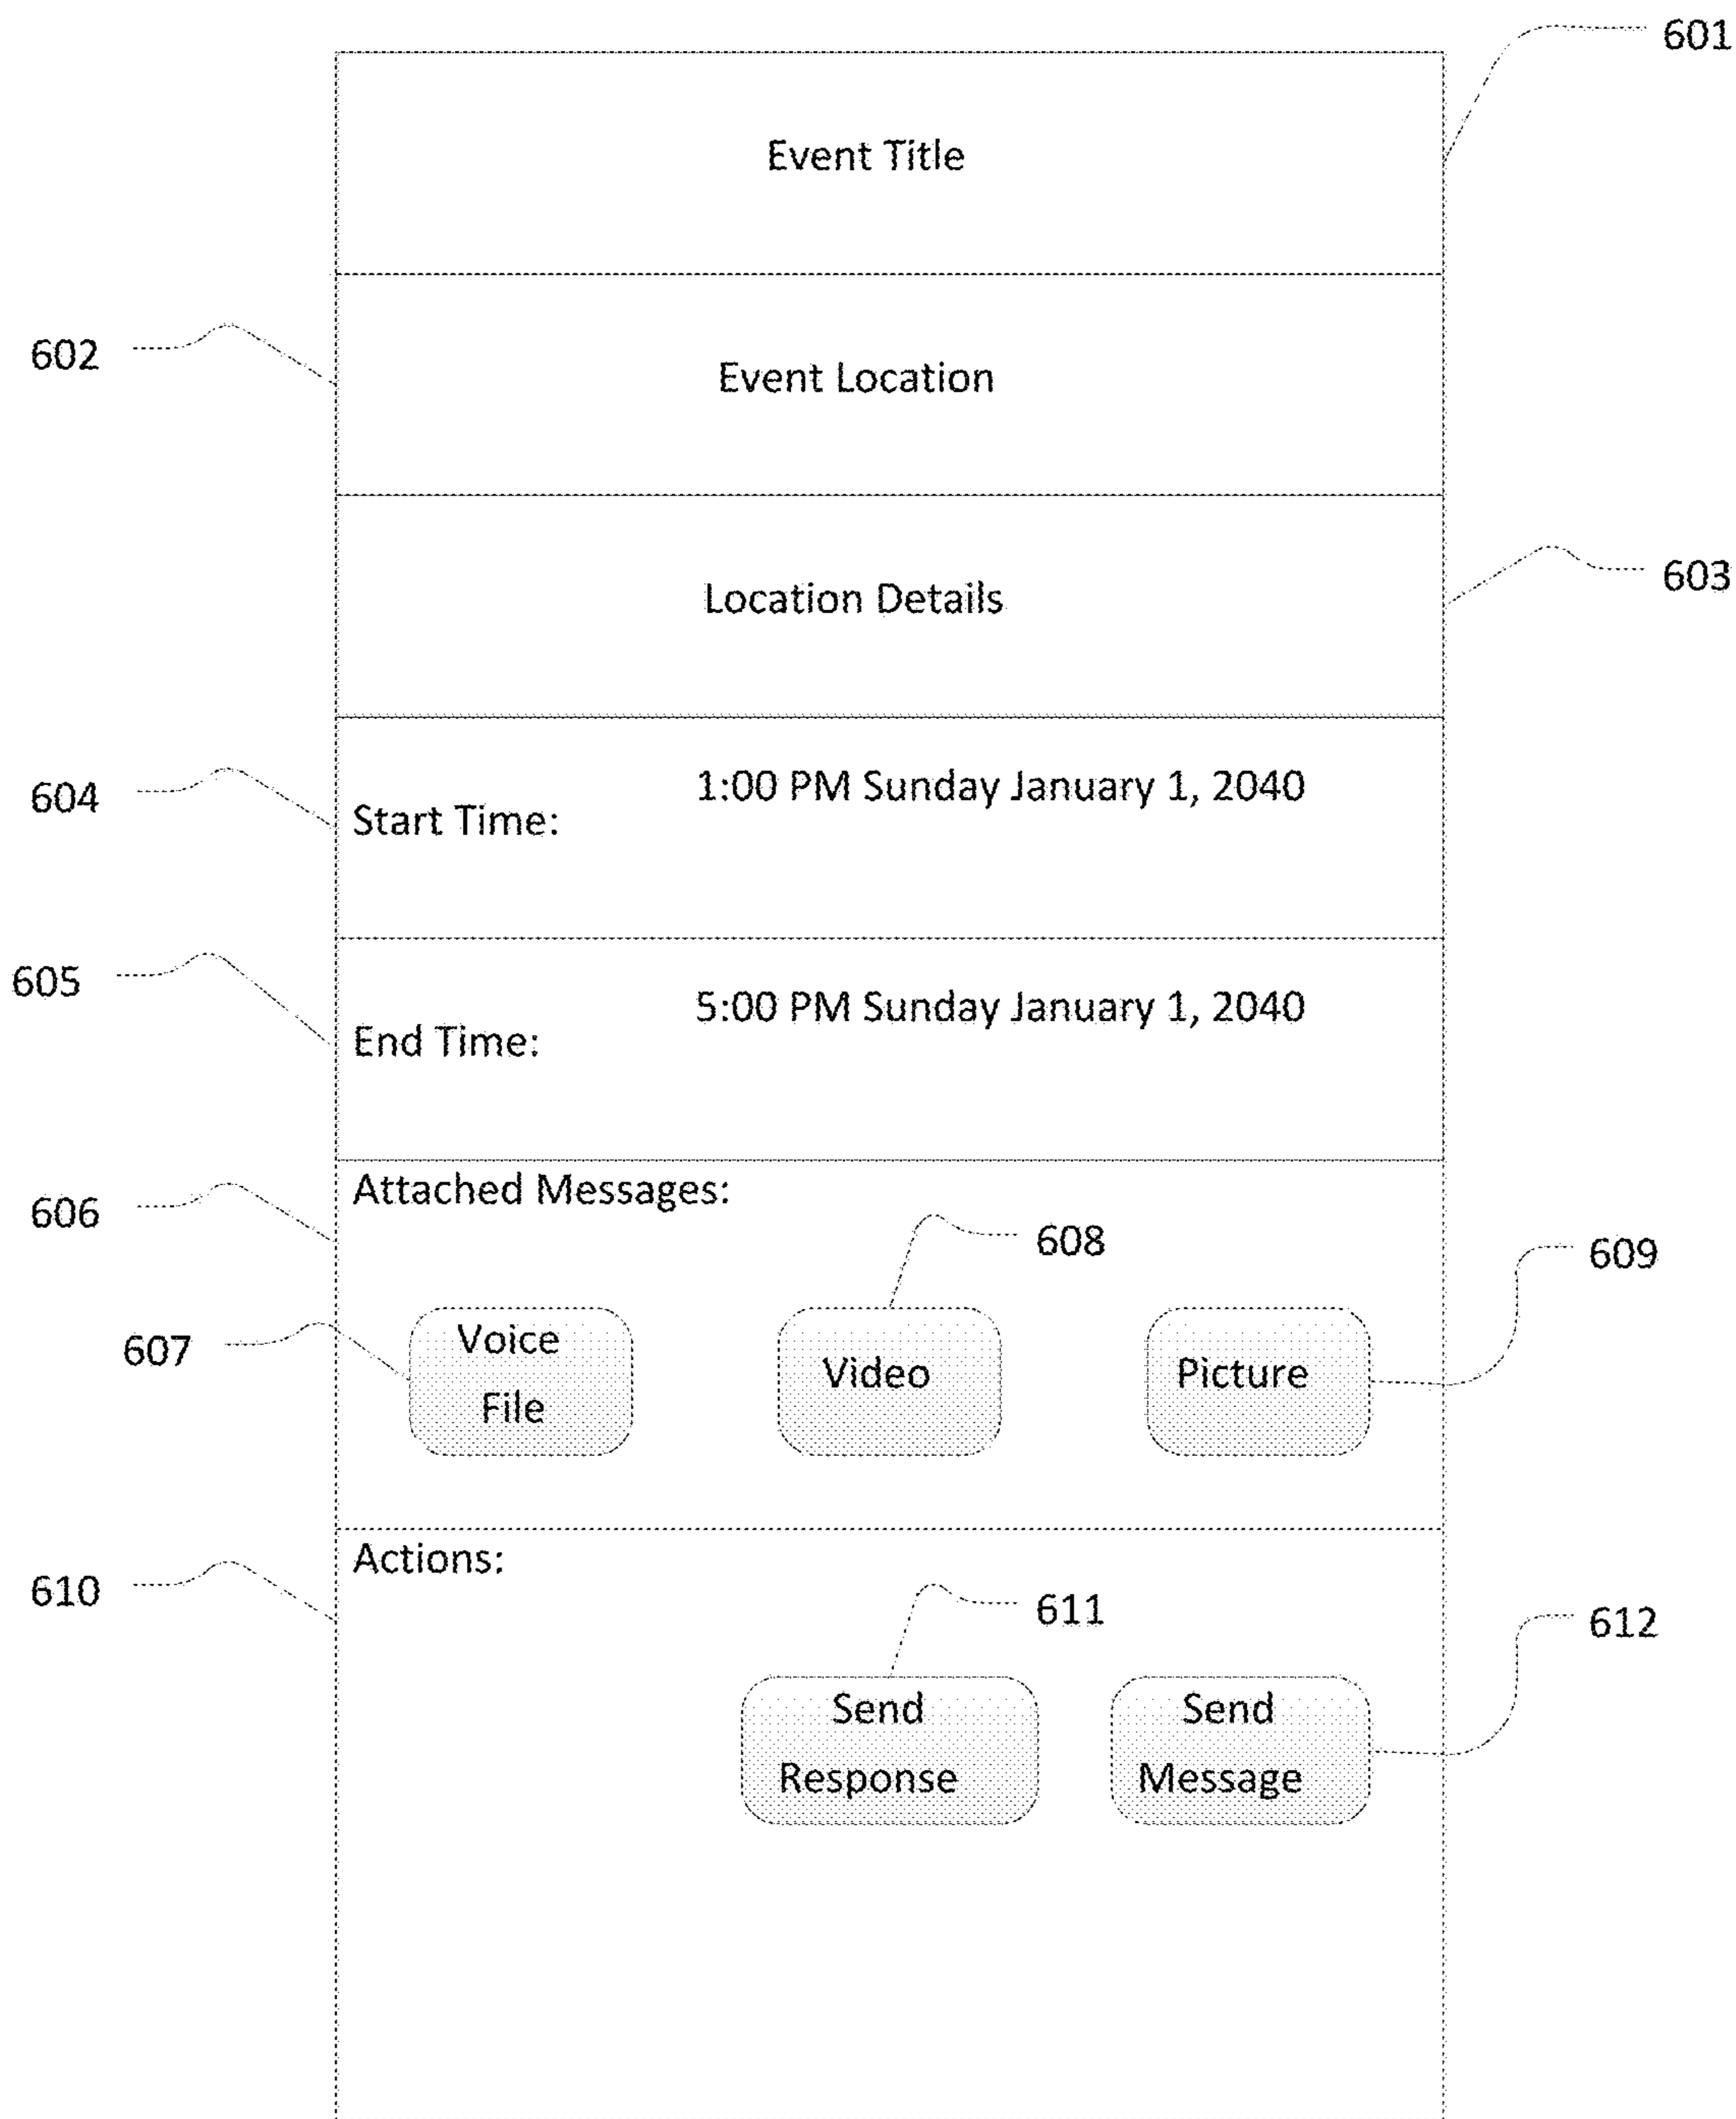 601
Event Title
602
Event Location
603
Location Details
604
1:00 PM Sunday January 1, 2040
Start Time:
605
5:00 PM Sunday January 1, 2040
End Time:
606
Attached Messages:
608
609
607
Voice
File
Video
Picture
610
Actions:
611
612
Send
Response
Send
Message